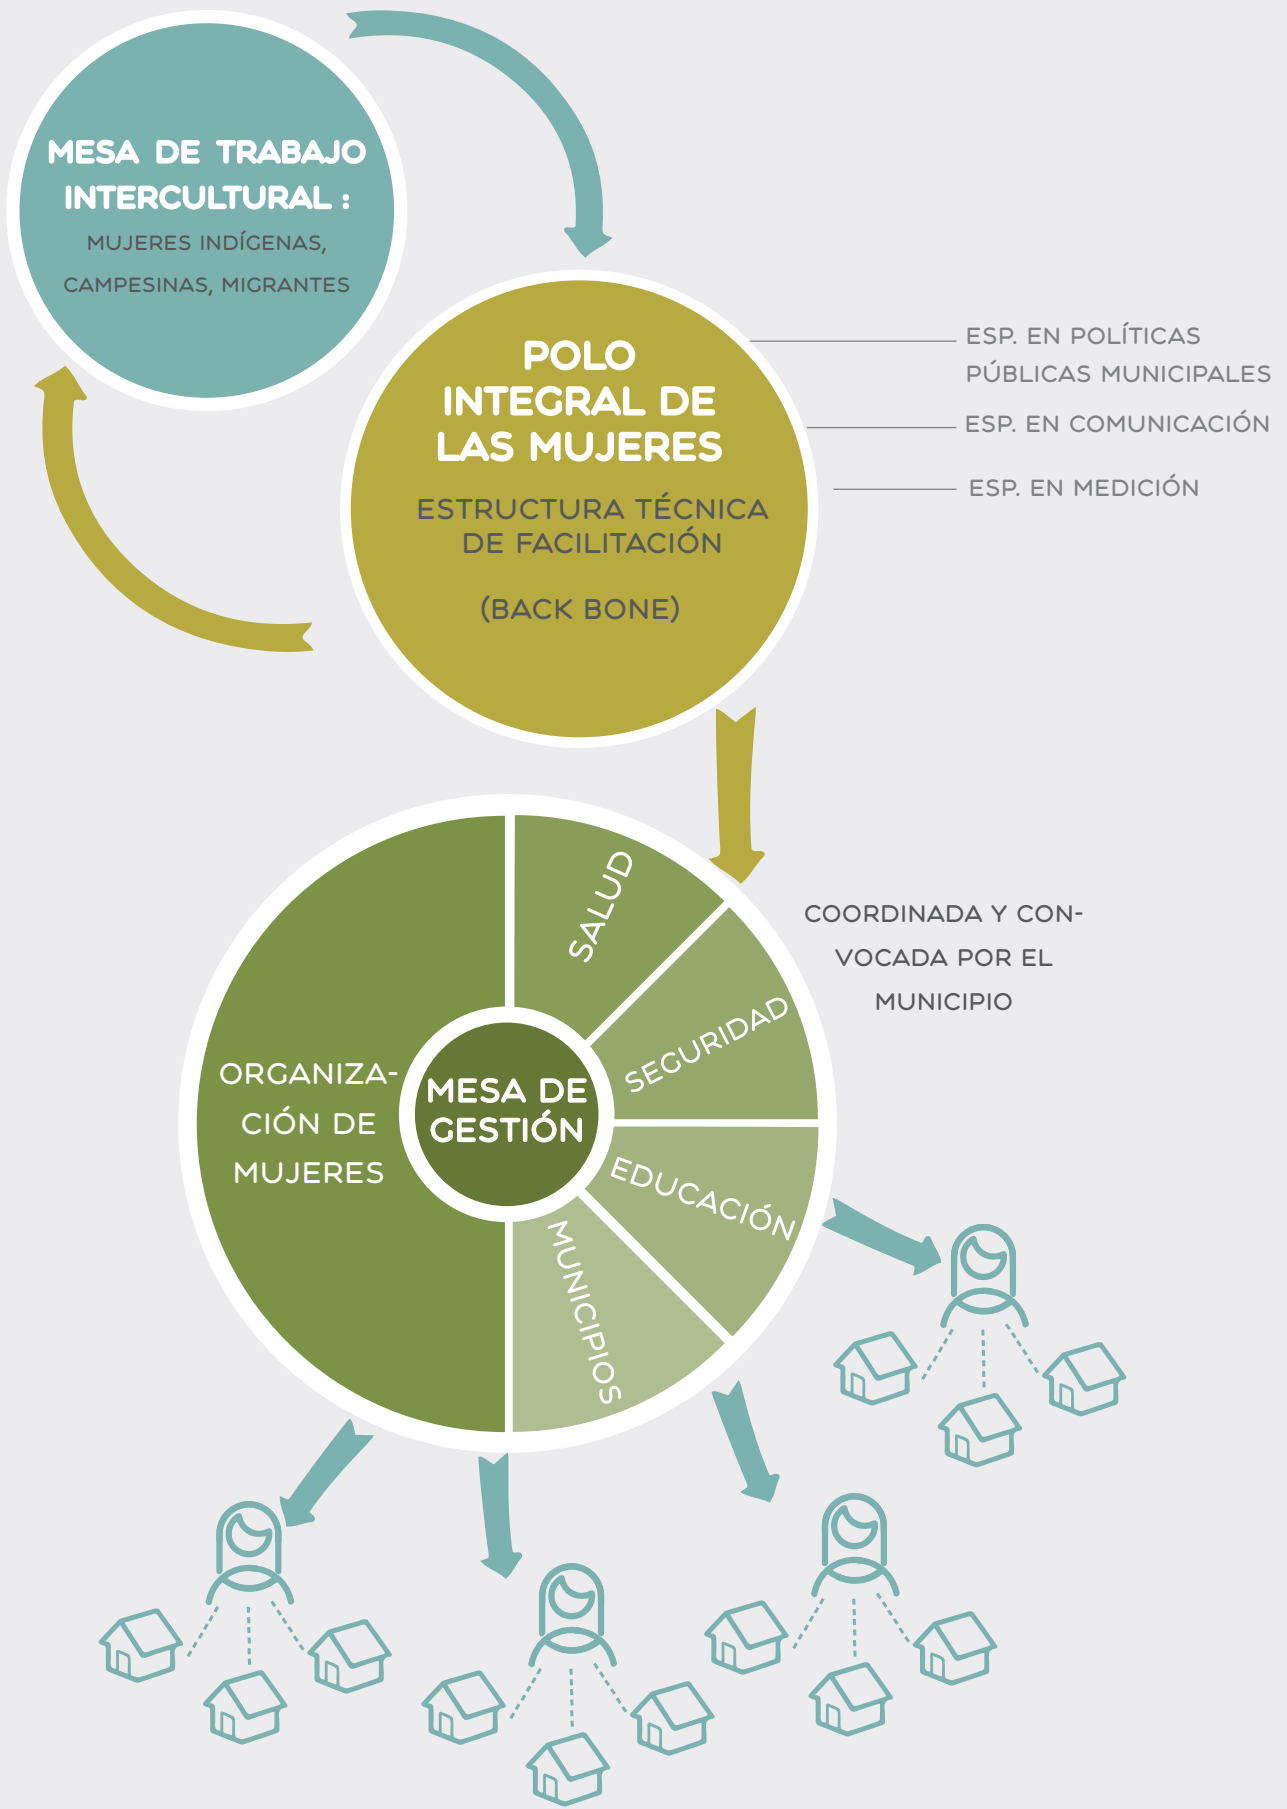 MESA DE TRABAJO
INTERCULTURAL :
MUJERES INDÍGENAS,
CAMPESINAS, MIGRANTES
POLO
INTEGRAL DE
LAS MUJERES
ESTRUCTURA TÉCNICA
DE FACILITACIÓN
(BACK BONE)
ESP. EN POLÍTICAS
PÚBLICAS MUNICIPALES
ESP. EN COMUNICACIÓN
ESP. EN MEDICIÓN
COORDINADA Y CON-
VOCADA POR EL
MUNICIPIO
ORGANIZA-
CIÓN DE
MUJERES
MESA DE
GESTIÓN
SALUD
SEGURIDAD
EDUCACIÓN
MUNICIPIOS